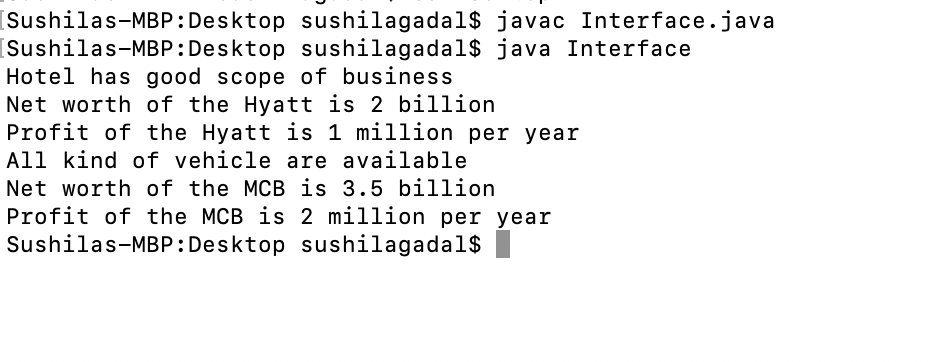 Sushilas-MBP:Desktop sushilagadal$ javac Interface.java
Sushilas-MBP:Desktop sushilagadal$ java Interface
Hotel has good scope of business
Net worth of the Hyatt is 2 billion
Profit of the Hyatt is 1 million per year
All kind of vehicle are available
Net worth of the MCB is 3.5 billion
Profit of the MCB is 2 million per year
Sushilas-MBP:Desktop sushilagadal$